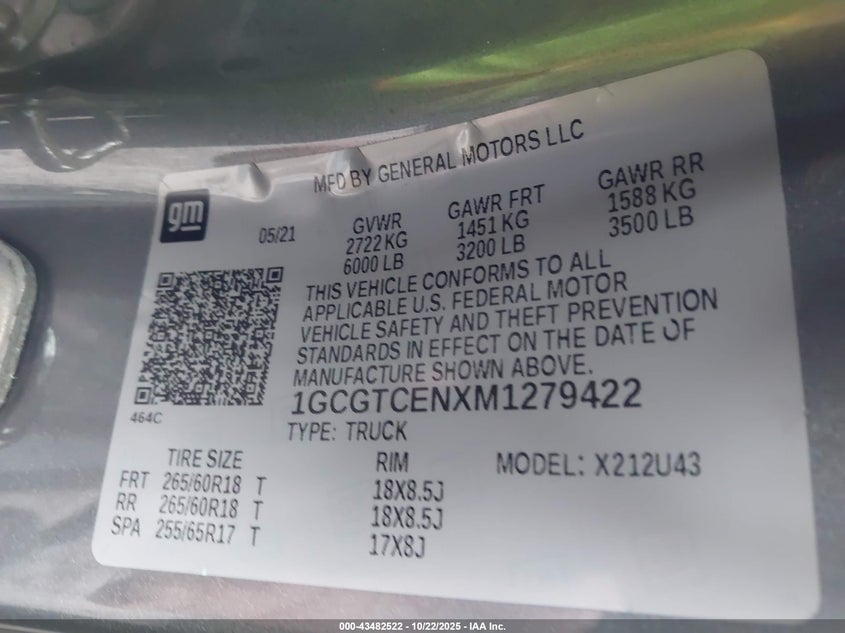 MFD BY GENERAL MOTORS LLC
gm
05/21
GVWR
2722 KG
6000 LB
GAWR FRT
1451 KG
3200 LB
GAWR RR
1588 KG
3500 LB
THIS VEHICLE CONFORMS TO ALL
APPLICABLE U.S. FEDERAL MOTOR
VEHICLE SAFETY AND THEFT PREVENTION
STANDARDS IN EFFECT ON THE DATE OF
MANUFACTURE SHOWN ABOVE.
464C
1GCGTCENXM1279422
TYPE: TRUCK
MODEL: X212U43
TIRE SIZE RIM
FRT 265/60R18 T 18X8.5J
RR 265/60R18 T 18X8.5J
SPA 255/65R17 T 17X8J
000-43482522 - 10/22/2025 - IAA Inc.